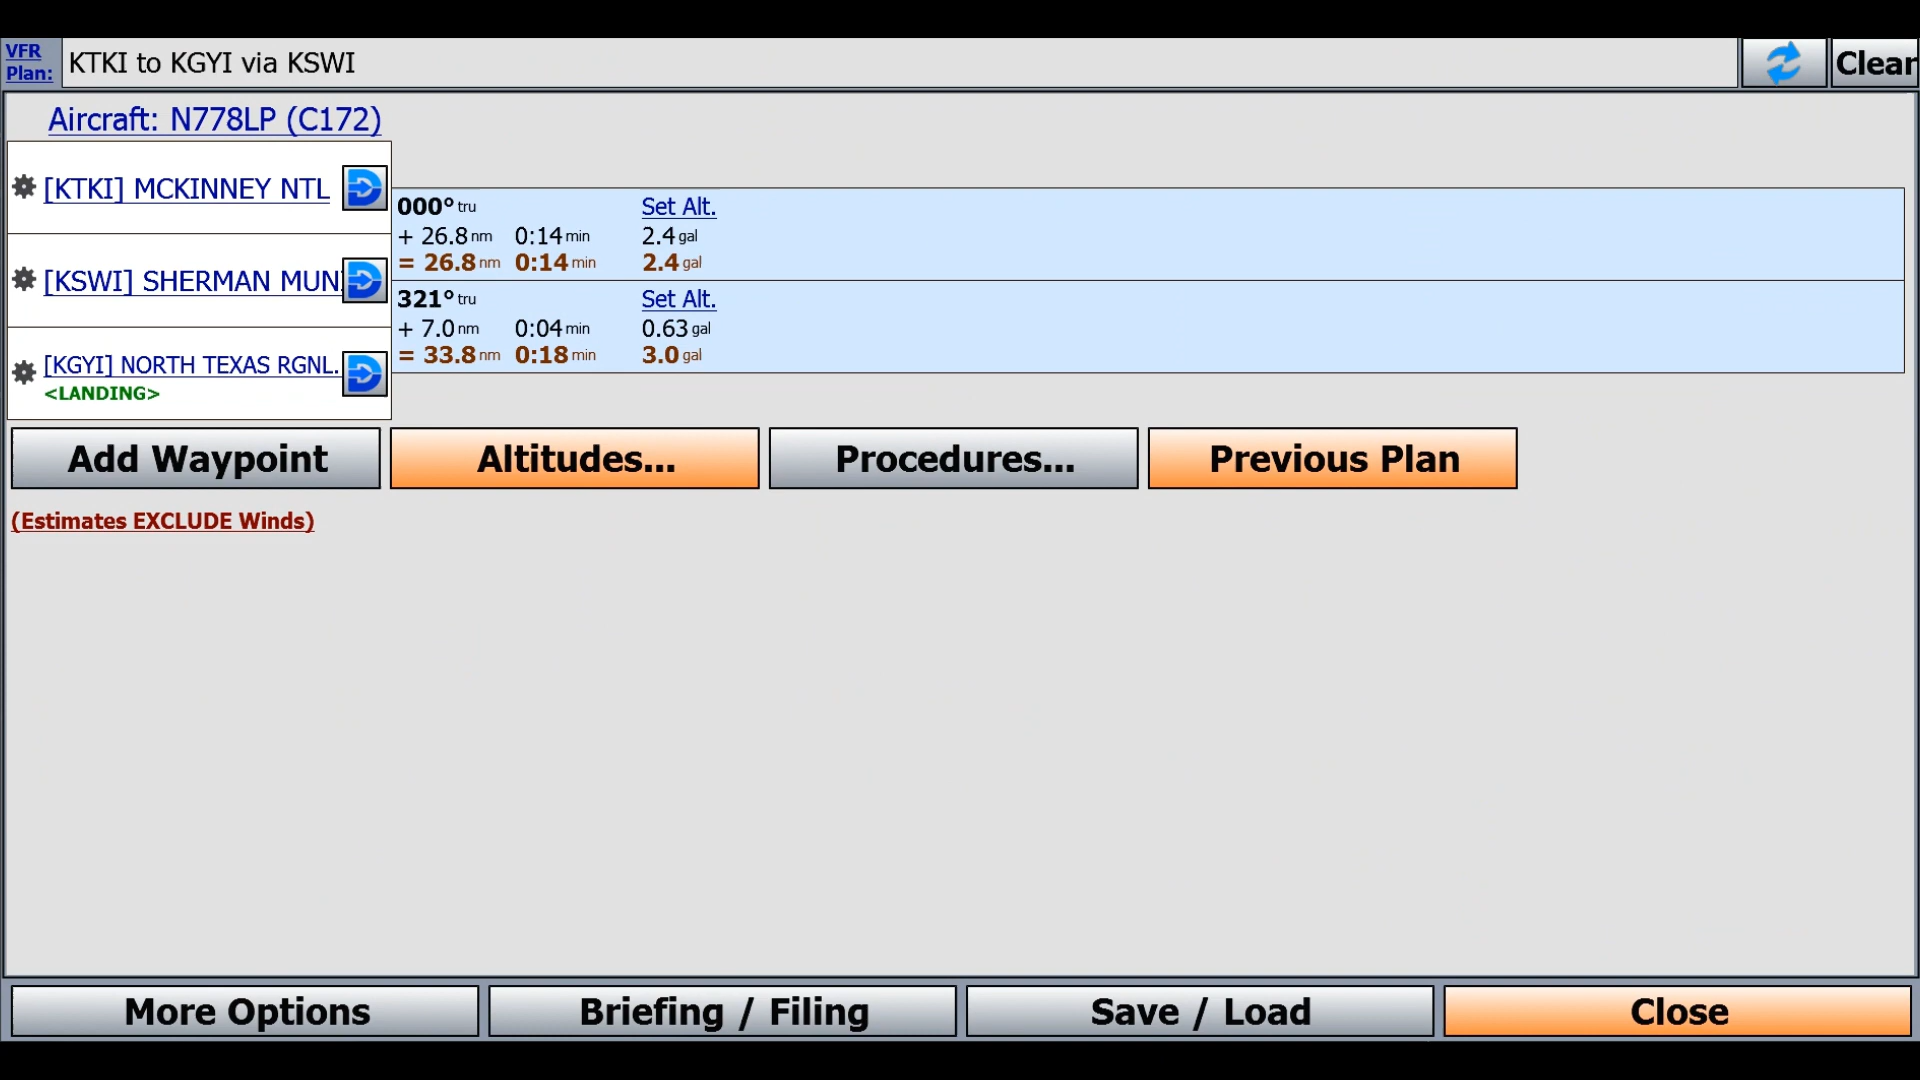 VFR
Plan:
KTKI to KGYI via KSWI
Clear
Aircraft: N778LP (C172)
[KTKI] MCKINNEY NTL
000° tru
Set Alt.
+ 26.8 nm 0:14 min 2.4 gal
= 26.8 nm 0:14 min 2.4 gal
[KSWI] SHERMAN MUN
321° tru
Set Alt.
+ 7.0 nm 0:04 min 0.63 gal
= 33.8 nm 0:18 min 3.0 gal
[KGYI] NORTH TEXAS RGNL.
<LANDING>
Add Waypoint
Altitudes...
Procedures...
Previous Plan
(Estimates EXCLUDE Winds)
More Options
Briefing / Filing
Save / Load
Close